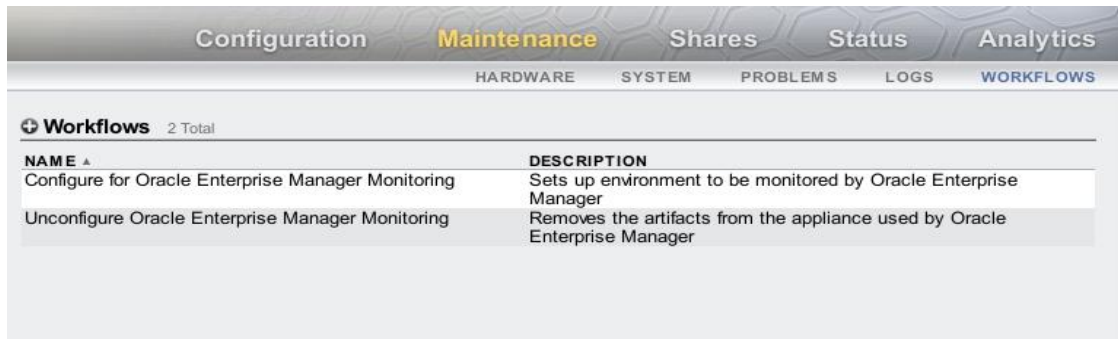 Configuration Maintenance Shares Status Analytics
HARDWARE SYSTEM PROBLEMS LOGS WORKFLOWS
Workflows 2 Total
NAME DESCRIPTION
Configure for Oracle Enterprise Manager Monitoring Sets up environment to be monitored by Oracle Enterprise
Manager
Unconfigure Oracle Enterprise Manager Monitoring Removes the artifacts from the appliance used by Oracle
Enterprise Manager